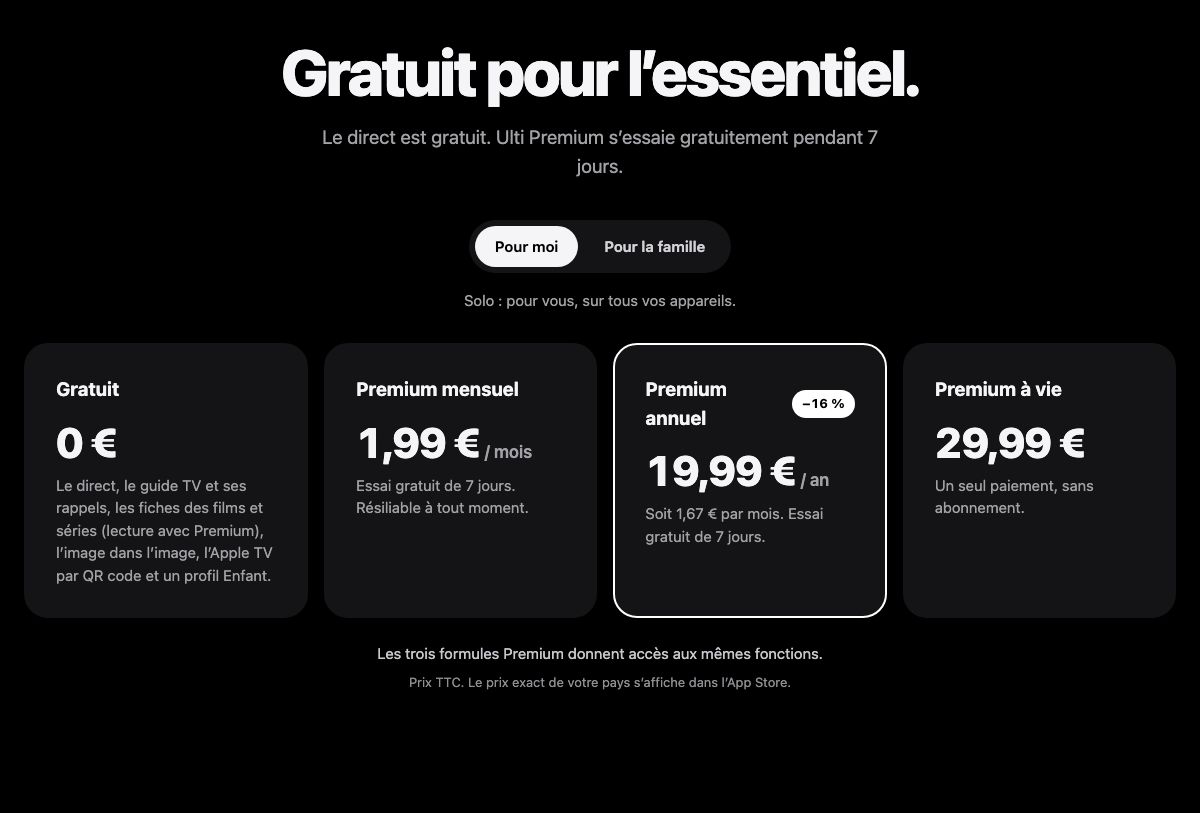 Gratuit pour l’essentiel.
Le direct est gratuit. Ulti Premium s’essaie gratuitement pendant 7
jours.
Pour moi
Pour la famille
Solo : pour vous, sur tous vos appareils.
Gratuit
0 €
Le direct, le guide TV et ses
rappels, les fiches des films et
séries (lecture avec Premium),
l’image dans l’image, l’Apple TV
par QR code et un profil Enfant.
Premium mensuel
1,99 € / mois
Essai gratuit de 7 jours.
Résiliable à tout moment.
Premium
annuel
−16 %
19,99 € / an
Soit 1,67 € par mois. Essai
gratuit de 7 jours.
Premium à vie
29,99 €
Un seul paiement, sans
abonnement.
Les trois formules Premium donnent accès aux mêmes fonctions.
Prix TTC. Le prix exact de votre pays s’affiche dans l’App Store.